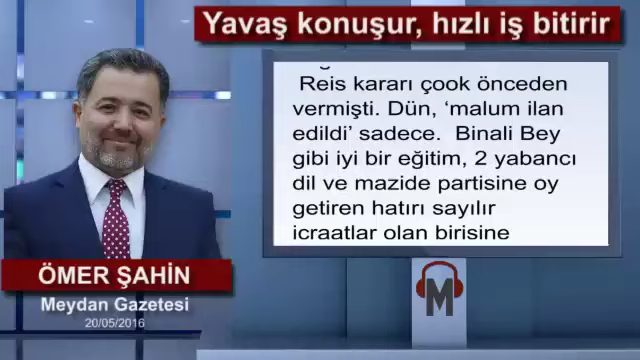 Yavaş konuşur, hızlı iş bitirir
Reis kararı çook önceden
vermişti. Dün, ‘malum ilan
edildi’ sadece.  Binali Bey
gibi iyi bir eğitim, 2 yabancı
dil ve mazide partisine oy
getiren hatırı sayılır
icraatlar olan birisine
ÖMER ŞAHİN
Meydan Gazetesi
20/05/2016
M